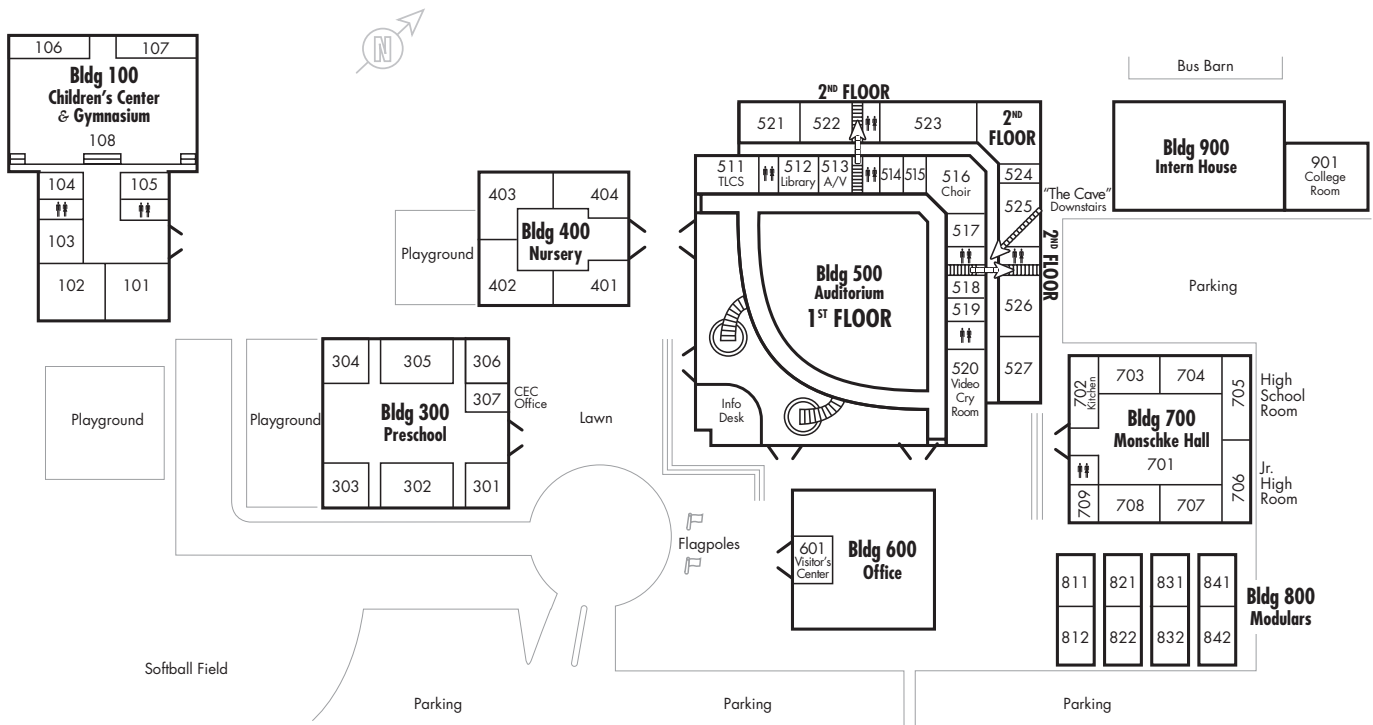 106
107
Bldg 100
Children's Center
& Gymnasium
108
104
105
103
102
101
N
403
404
Bldg 400
Nursery
402
401
Playground
304
305
306
307
CEC
Office
Bldg 300
Preschool
303
302
301
Playground
Playground
Lawn
Flagpoles
Softball Field
Parking
Parking
Parking
2ND FLOOR
521
522
523
2ND
FLOOR
511
TLCS
512
Library
513
A/V
514
515
516
Choir
524
525
"The Cave"
Downstairs
517
2ND FLOOR
518
519
526
520
Video
Cry
Room
527
Bldg 500
Auditorium
1ST FLOOR
Info
Desk
601
Visitor's
Center
Bldg 600
Office
Bus Barn
Bldg 900
Intern House
901
College
Room
Parking
702
Kitchen
703
704
705
High
School
Room
Bldg 700
Monschke Hall
701
706
Jr.
High
Room
709
708
707
811
821
831
841
812
822
832
842
Bldg 800
Modulars